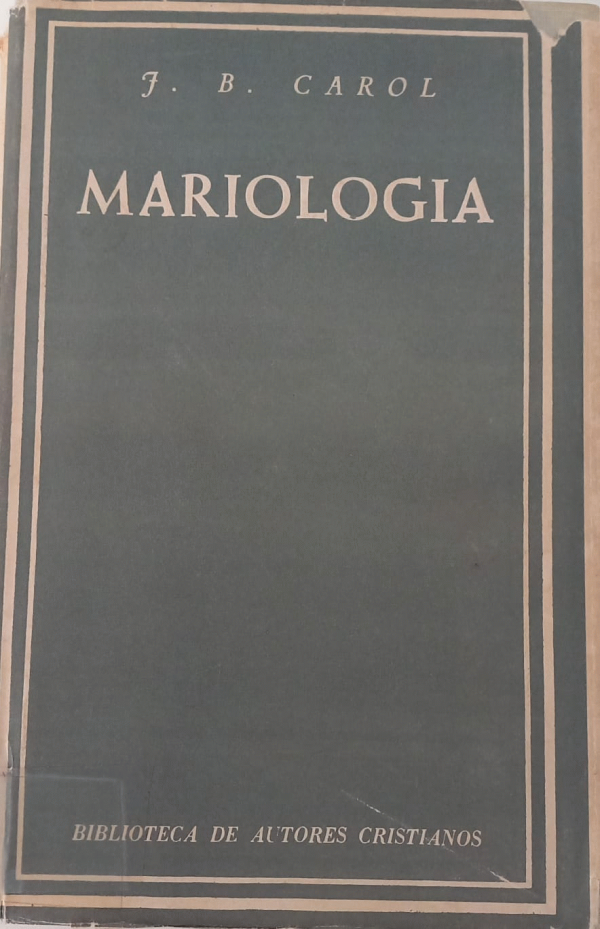 J. B. CAROL
MARIOLOGIA
BIBLIOTECA DE AUTORES CRISTIANOS